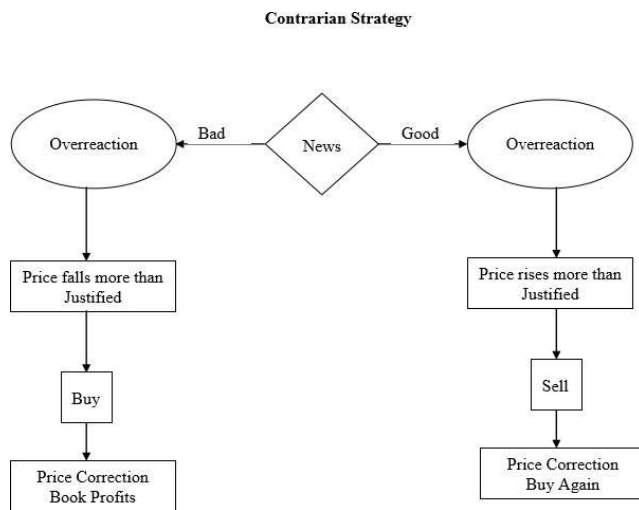 Contrarian Strategy
Bad
Good
Overreaction
News
Overreaction
Price falls more than
Justified
Price rises more than
Justified
Buy
Sell
Price Correction
Book Profits
Price Correction
Buy Again